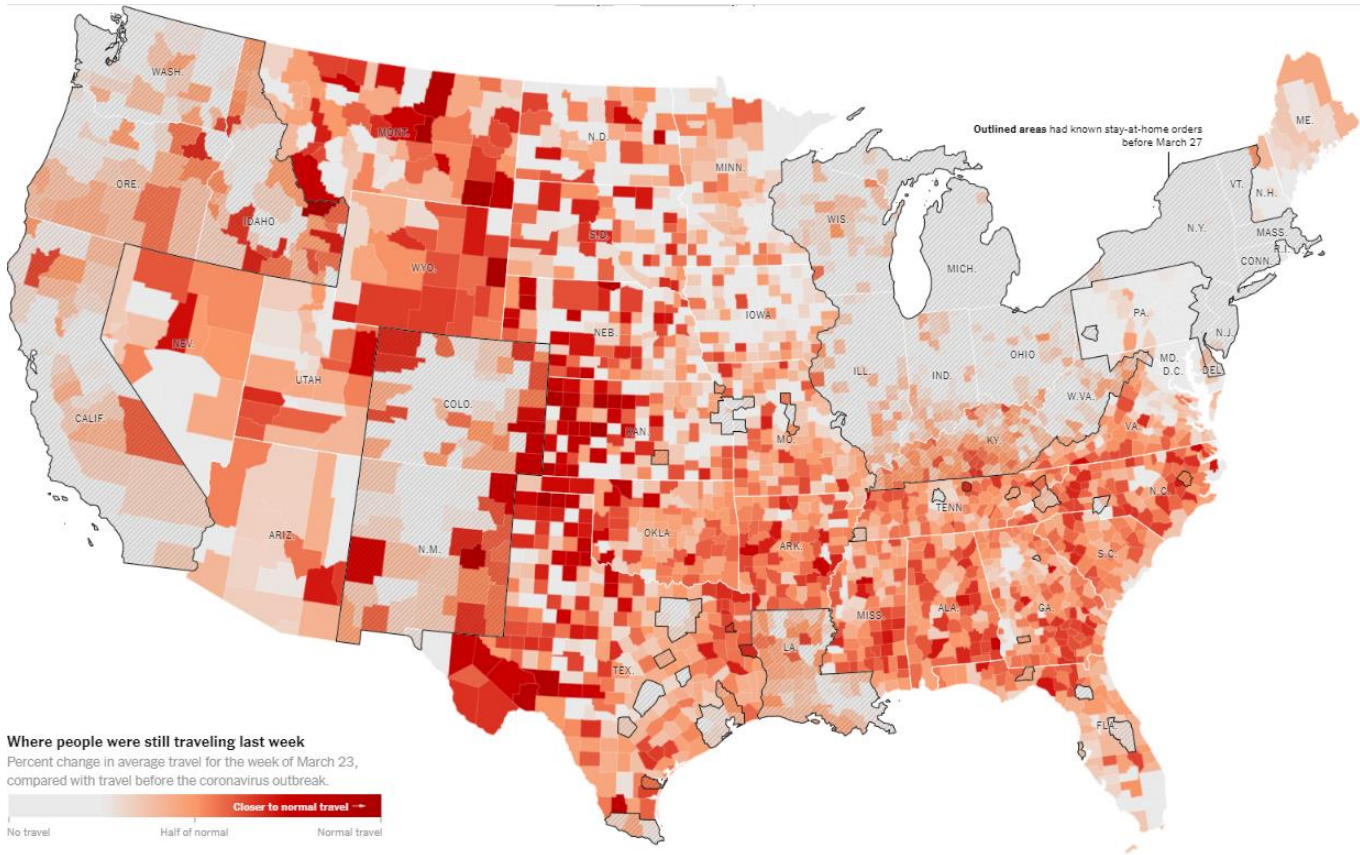 WASH.
MONT.
N.D.
MINN.
ME.
Outlined areas had known stay-at-home orders
before March 27
ORE.
IDAHO
S.D.
WIS.
VT.
N.H.
N.Y.
MASS.
CONN.
R.I.
MICH.
WYO.
IOWA
PA.
N.J.
NEB.
NEV.
UTAH
COLO.
ILL.
IND.
OHIO
MD.
D.C.
DEL.
W.VA.
CALIF.
KAN.
MO.
KY.
VA.
ARIZ.
N.M.
OKLA.
ARK.
TENN.
N.C.
S.C.
MISS.
ALA.
GA.
TEX.
LA.
FLA.
Where people were still traveling last week
Percent change in average travel for the week of March 23,
compared with travel before the coronavirus outbreak.
Closer to normal travel →
No travel Half of normal Normal travel